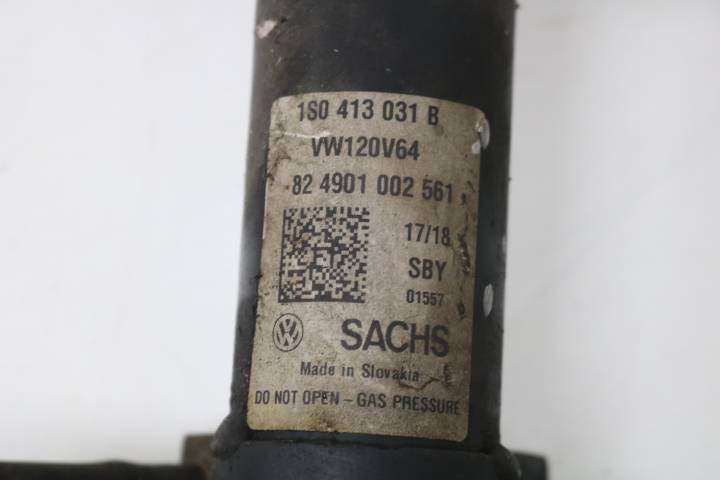 1S0 413 031 B
VW120V64
82 4901 002 561
17/18
SBY
01557
SACHS
Made in Slovakia
DO NOT OPEN - GAS PRESSURE